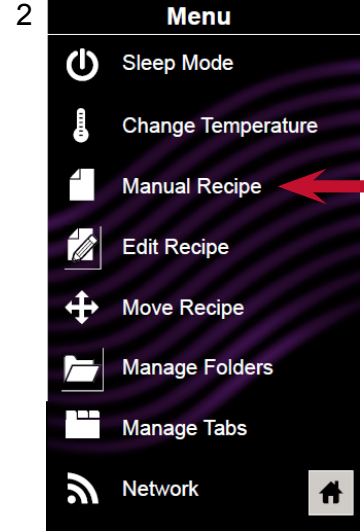 2
Menu
Sleep Mode
Change Temperature
Manual Recipe
Edit Recipe
Move Recipe
Manage Folders
Manage Tabs
Network